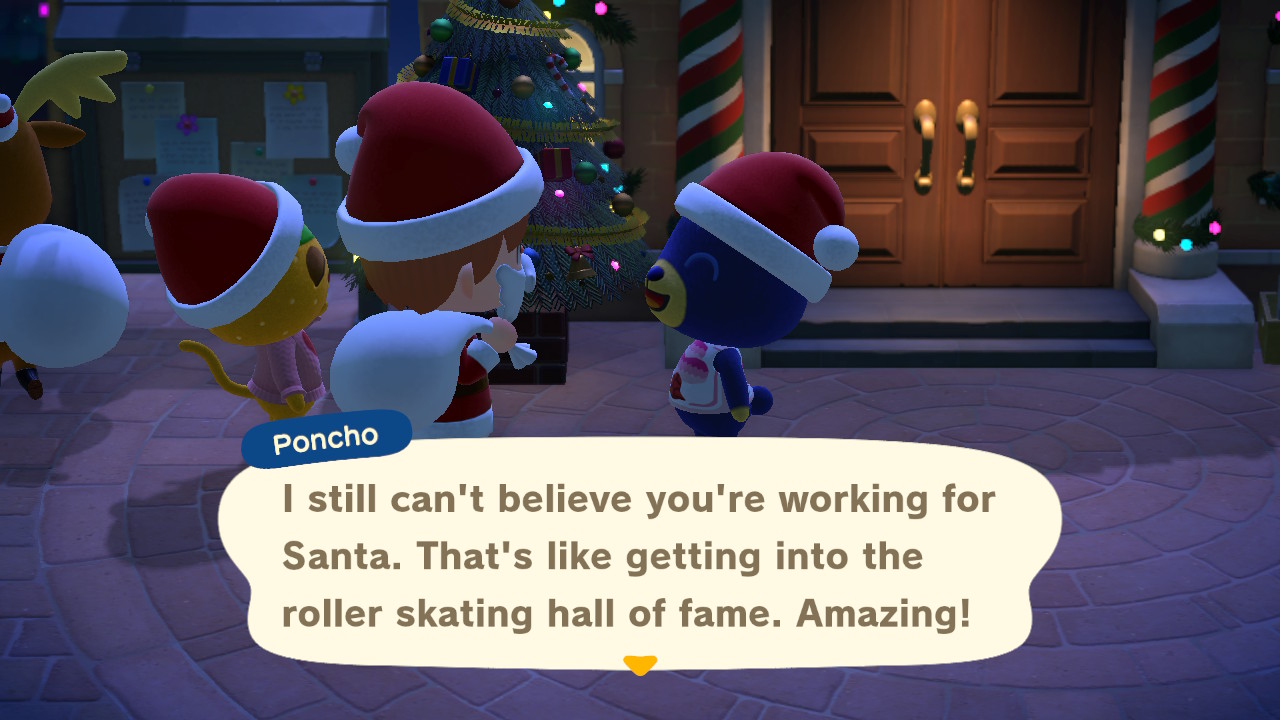 Poncho
I still can't believe you're working for
Santa. That's like getting into the
roller skating hall of fame. Amazing!